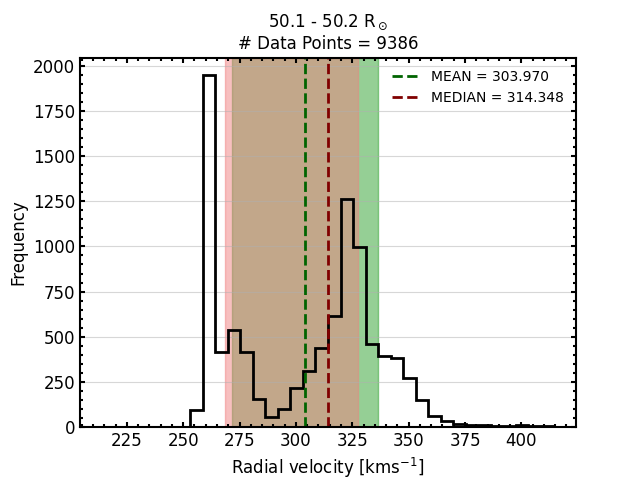 50.1 - 50.2 R⊙
# Data Points = 9386
MEAN = 303.970
MEDIAN = 314.348
Frequency
2000
1750
1500
1250
1000
750
500
250
0
225 250 275 300 325 350 375 400
Radial velocity [kms⁻¹]